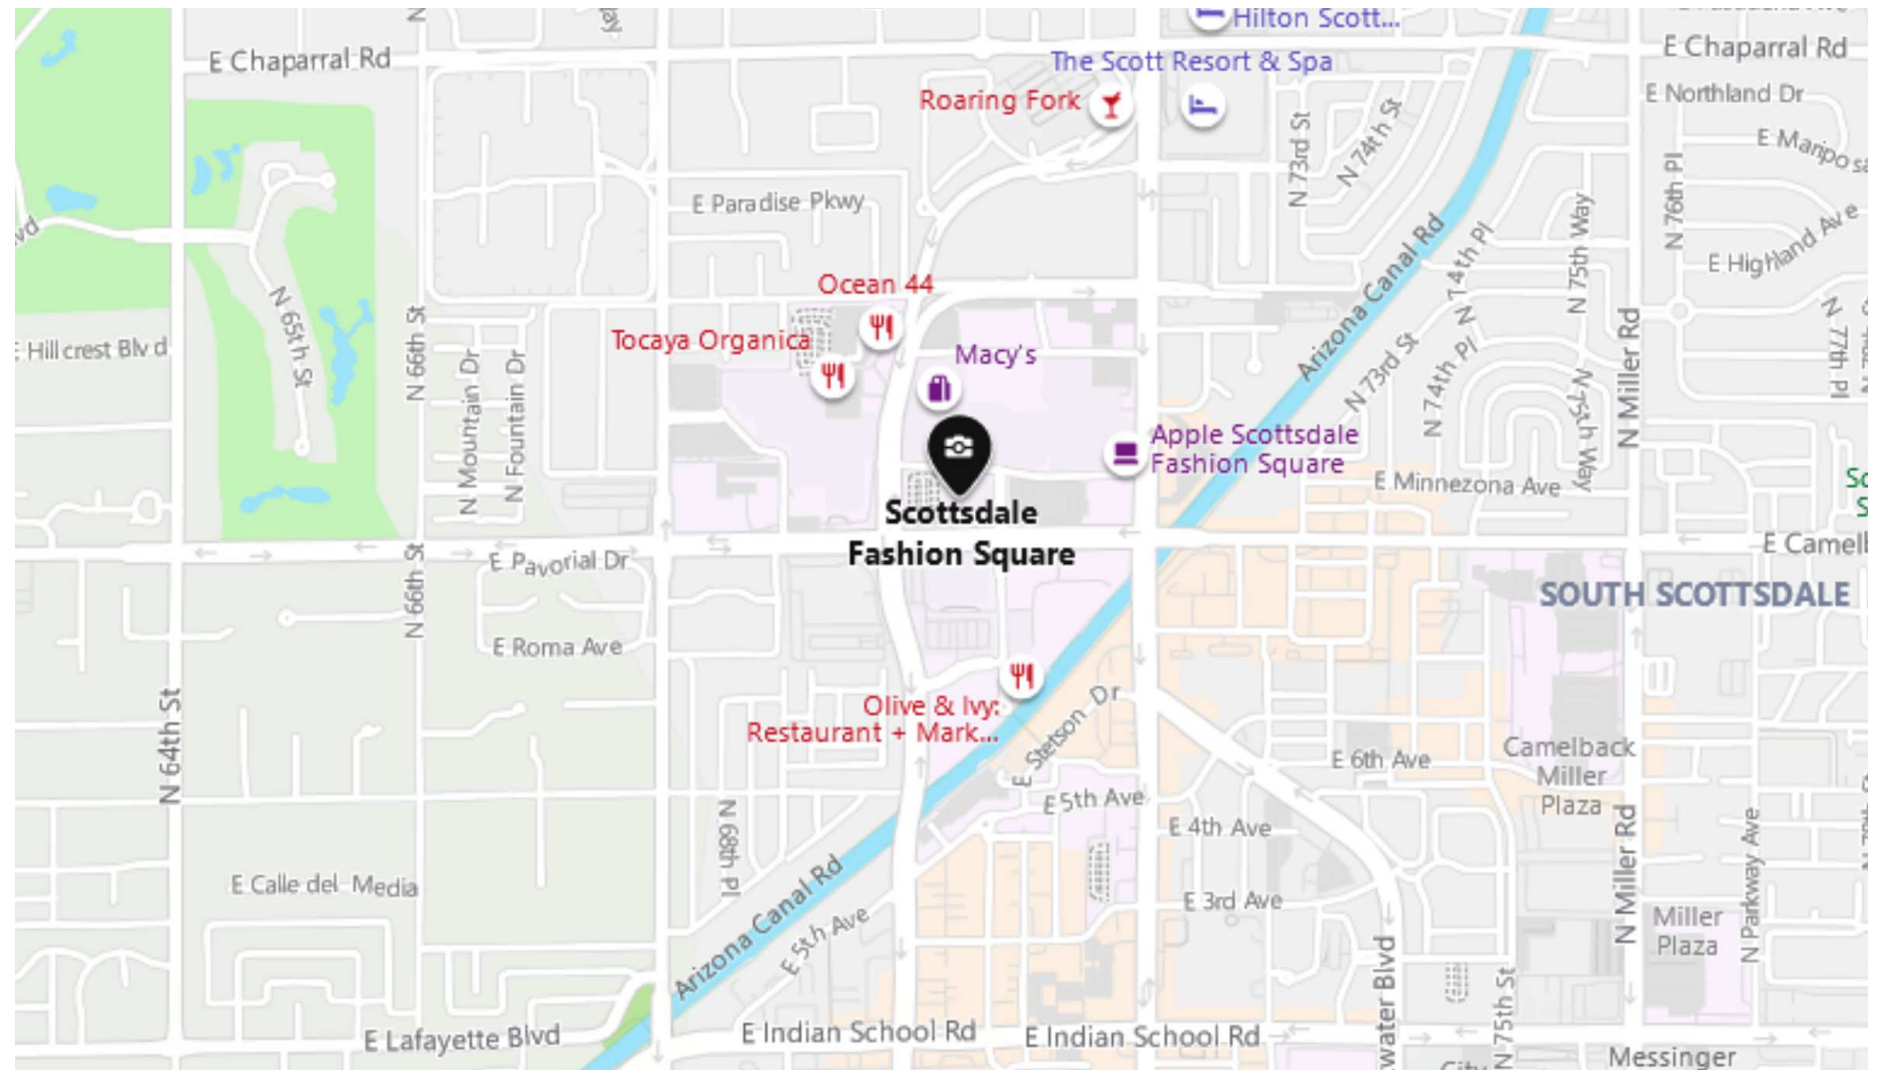 Hilton Scott...
E Chaparral Rd
E Chaparral Rd
The Scott Resort & Spa
Roaring Fork
E Northland Dr
N 73rd St
N 74th St
E Mariposa
N 76th Pl
E Paradise Pkwy
N 75th Way
E Highland Ave
Arizona Canal Rd
N 74th Pl
Ocean 44
N 65th St
N 66th St
Tocaya Organica
E Hillcrest Blvd
Macy's
N Mountain Dr
N Fountain Dr
N 73rd St
N 74th Pl
N 75th Way
N Miller Rd
N 77th Pl
Apple Scottsdale
Fashion Square
E Minnezona Ave
Scottsdale
Fashion Square
E Camelb
E Pavorial Dr
N 66th St
SOUTH SCOTTSDALE
E Roma Ave
N 64th St
Olive & Ivy:
Restaurant + Mark...
E Stetson Dr
E 6th Ave
Camelback
Miller
Plaza
E 5th Ave
E 4th Ave
N 68th Pl
N Miller Rd
N Parkway Ave
E Calle del Media
Arizona Canal Rd
E 5th Ave
E 3rd Ave
Miller
Plaza
water Blvd
N 75th St
E Lafayette Blvd
E Indian School Rd
E Indian School Rd
Messinger
City